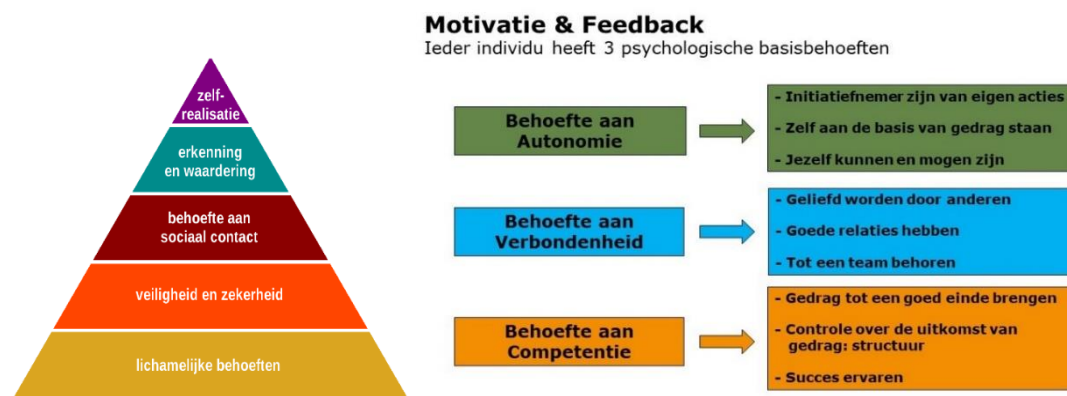 zelf-
realisatie
erkenning
en waardering
behoefte aan
sociaal contact
veiligheid en zekerheid
lichamelijke behoeften
Motivatie & Feedback
Ieder individu heeft 3 psychologische basisbehoeften
Behoefte aan
Autonomie
- Initiatiefnemer zijn van eigen acties
- Zelf aan de basis van gedrag staan
- Jezelf kunnen en mogen zijn
Behoefte aan
Verbondenheid
- Geliefd worden door anderen
- Goede relaties hebben
- Tot een team behoren
Behoefte aan
Competentie
- Gedrag tot een goed einde brengen
- Controle over de uitkomst van
gedrag: structuur
- Succes ervaren